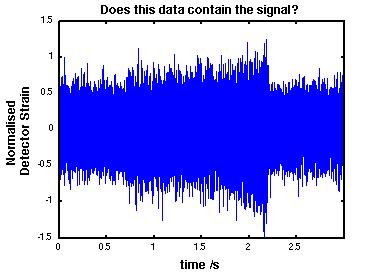 Does this data contain the signal?
1.5
1
0.5
0
-0.5
-1
-1.5
Normalised
Detector Strain
0 0.5 1 1.5 2 2.5
time /s